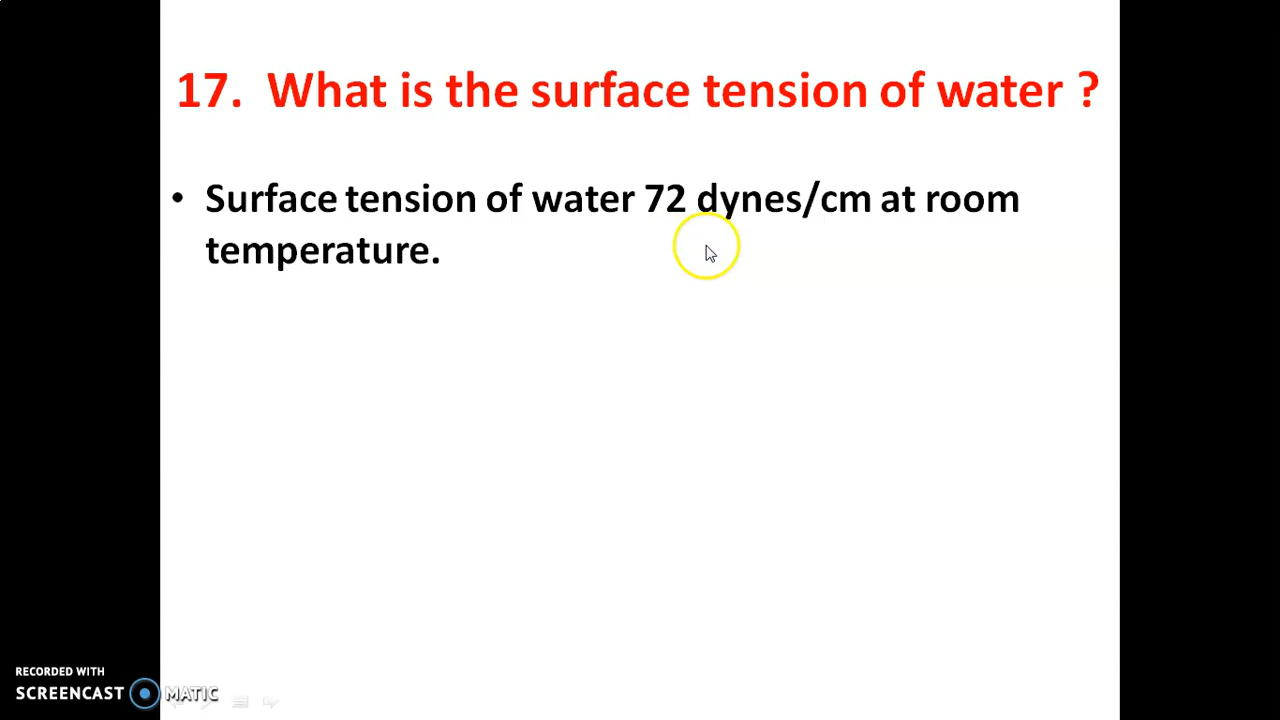 17. What is the surface tension of water ?
• Surface tension of water 72 dynes/cm at room
temperature.
RECORDED WITH
SCREENCAST MATIC